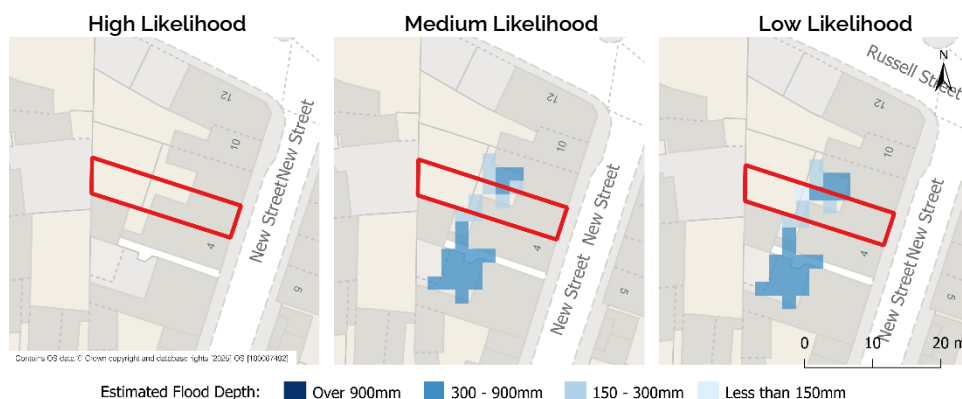 High Likelihood
Medium Likelihood
Low Likelihood
12
10
4
New Street
New Street
12
10
4
5
New Street
New Street
Russell Street
N
12
10
4
5
New Street
New Street
5
Contains OS data © Crown copyright and database rights [2025] OS [100067492]
0 10 20 m
Estimated Flood Depth: Over 900mm 300 - 900mm 150 - 300mm Less than 150mm